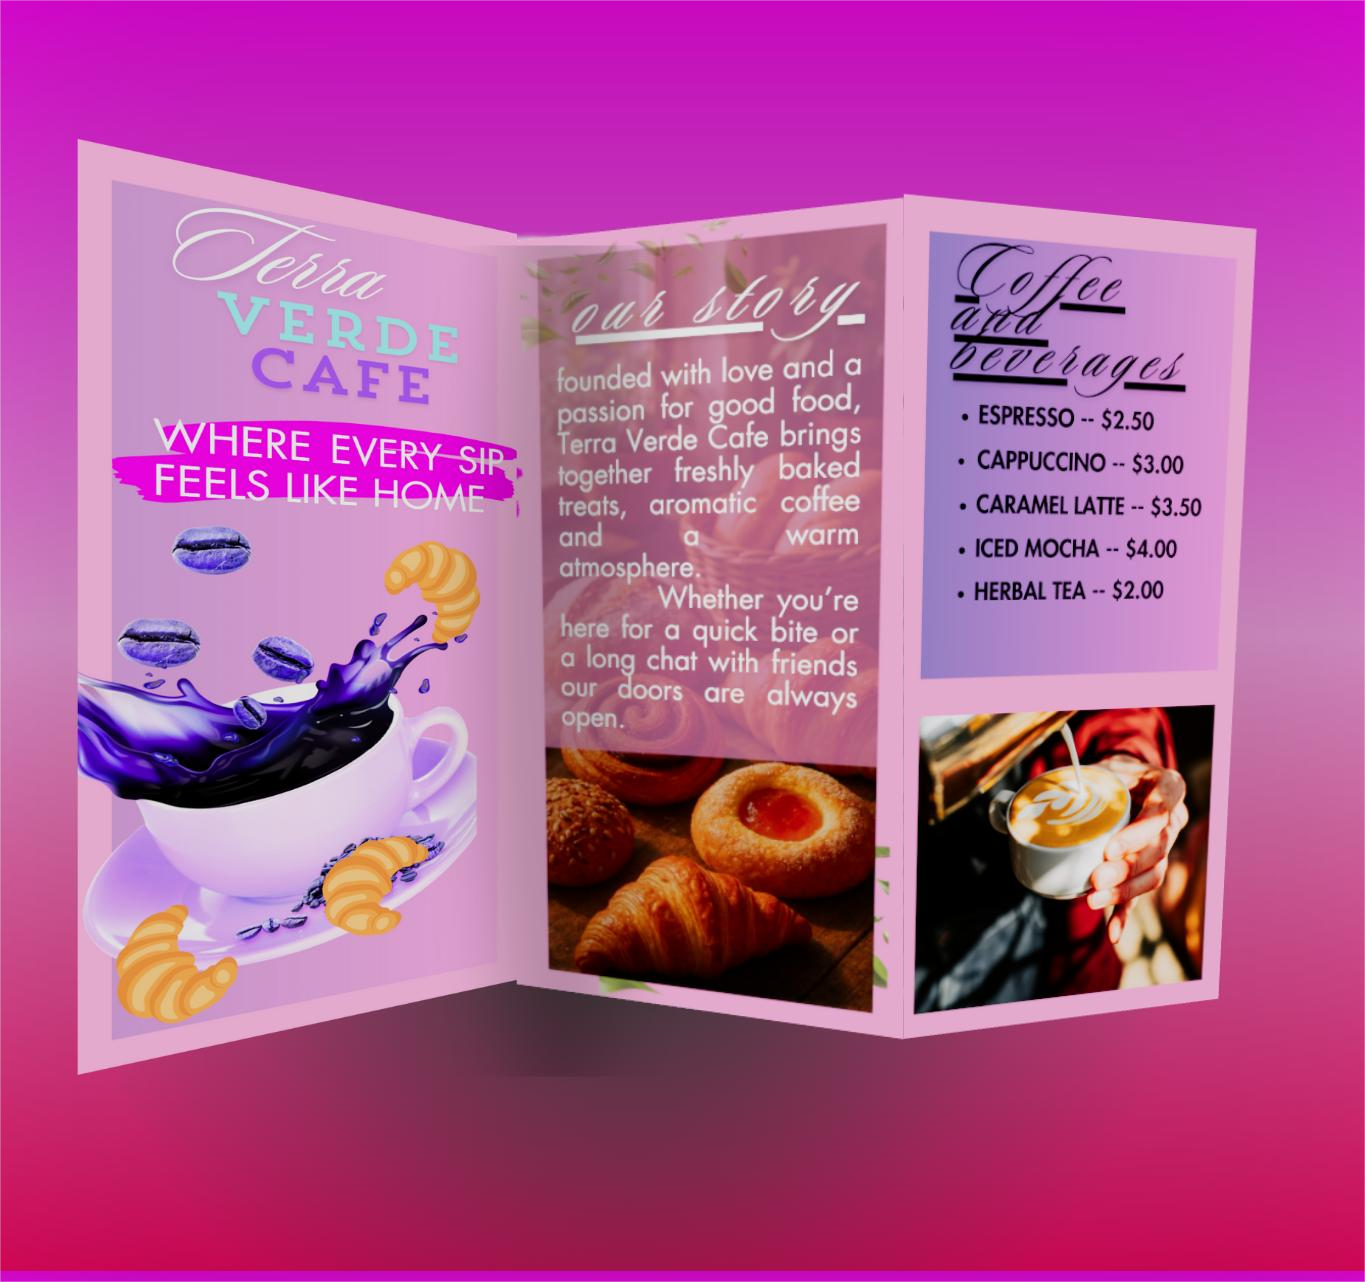 Terra
VERDE
CAFE
WHERE EVERY SIP
FEELS LIKE HOME
our story
founded with love and a
passion for good food,
Terra Verde Cafe brings
together freshly baked
treats, aromatic coffee
and a warm
atmosphere.
Whether you're
here for a quick bite or
a long chat with friends
our doors are always
open.
Coffee
and
beverages
• ESPRESSO -- $2.50
• CAPPUCCINO -- $3.00
• CARAMEL LATTE -- $3.50
• ICED MOCHA -- $4.00
• HERBAL TEA -- $2.00